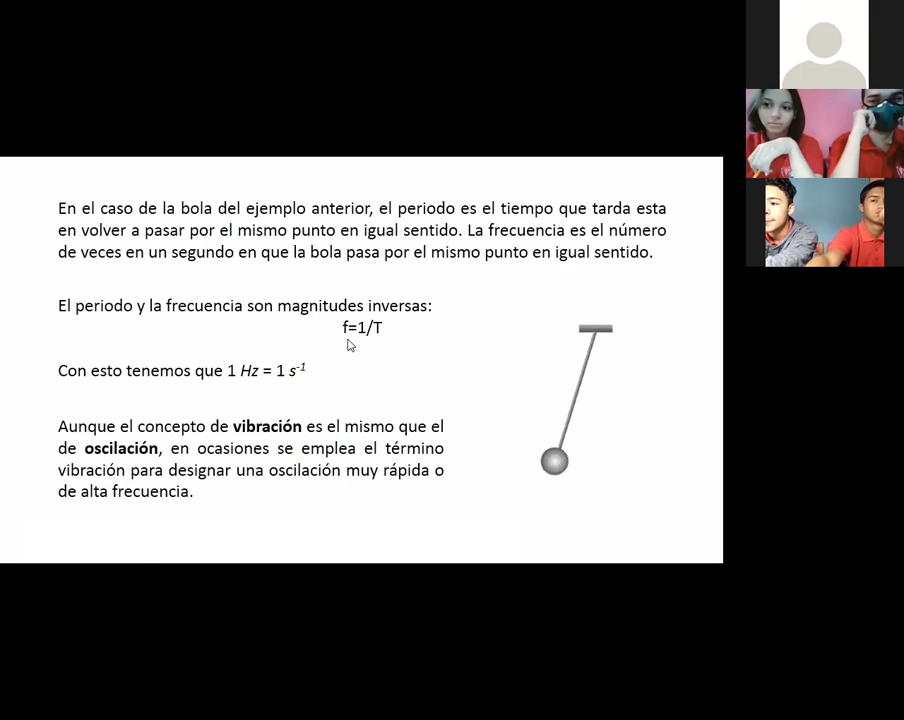 En el caso de la bola del ejemplo anterior, el periodo es el tiempo que tarda esta
en volver a pasar por el mismo punto en igual sentido. La frecuencia es el número
de veces en un segundo en que la bola pasa por el mismo punto en igual sentido.
El periodo y la frecuencia son magnitudes inversas:
f=1/T
Con esto tenemos que 1 Hz = 1 s⁻¹
Aunque el concepto de vibración es el mismo que el
de oscilación, en ocasiones se emplea el término
vibración para designar una oscilación muy rápida o
de alta frecuencia.